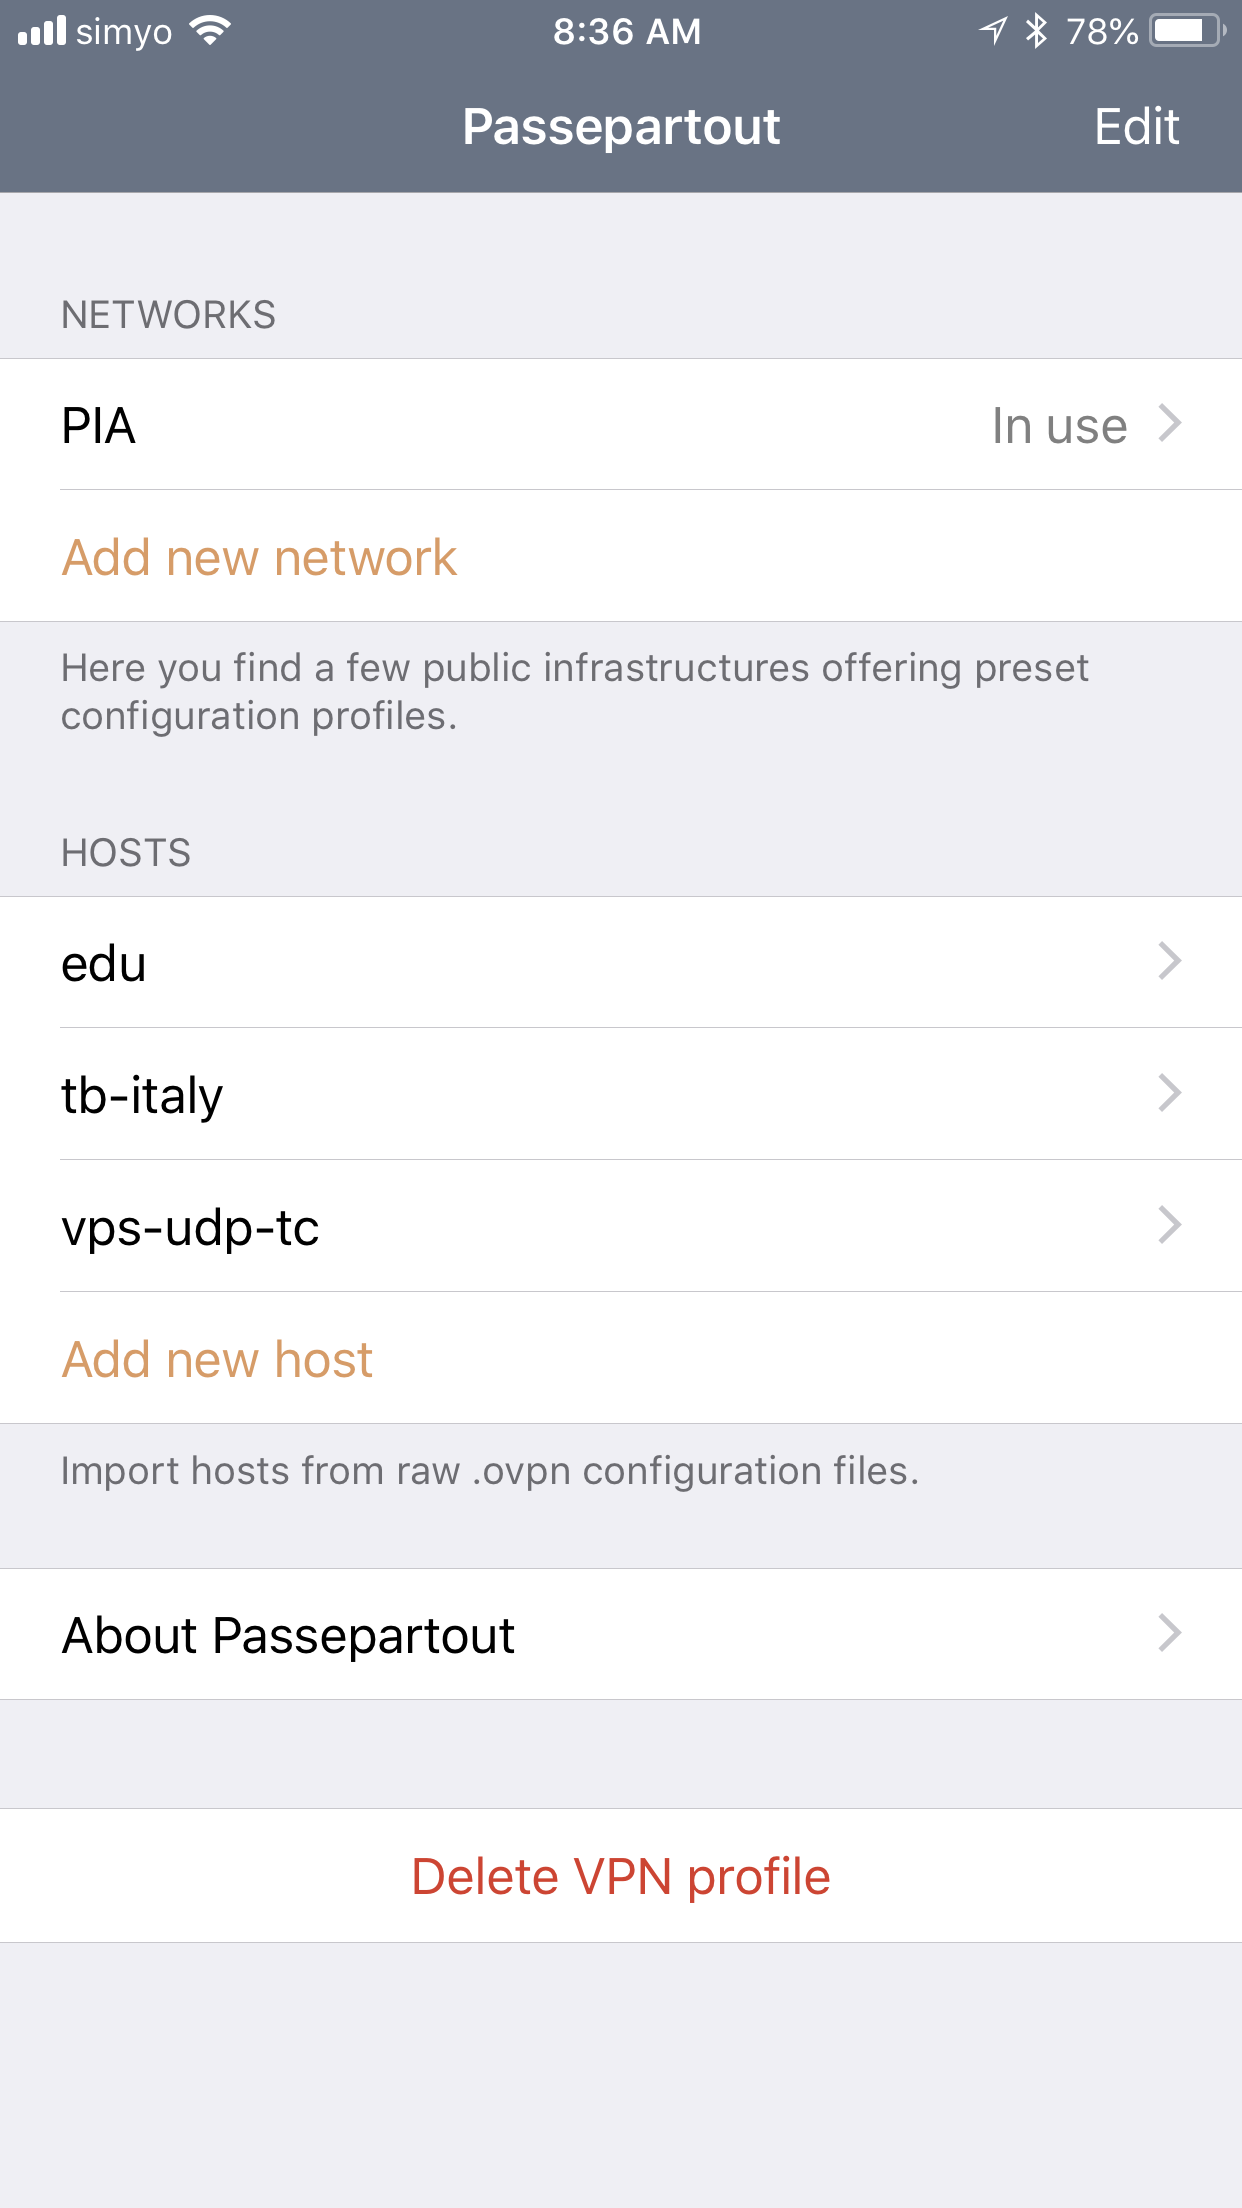 simyo 8:36 AM 78%
Passepartout Edit
NETWORKS
PIA In use
Add new network
Here you find a few public infrastructures offering preset
configuration profiles.
HOSTS
edu
tb-italy
vps-udp-tc
Add new host
Import hosts from raw .ovpn configuration files.
About Passepartout
Delete VPN profile